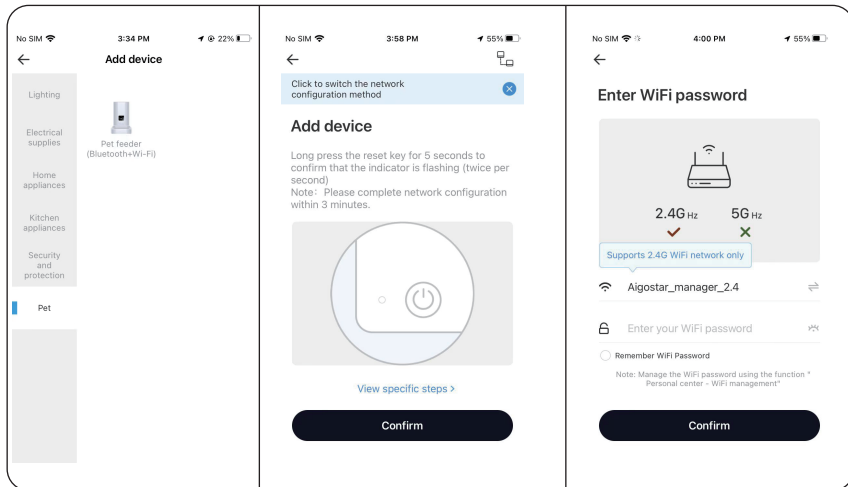 No SIM 3:34 PM 22%
Add device
Lighting
Electrical
supplies
Home
appliances
Kitchen
appliances
Security
and
protection
Pet
Pet feeder
(Bluetooth+Wi-Fi)
No SIM 3:58 PM 55%
Click to switch the network
configuration method
Add device
Long press the reset key for 5 seconds to
confirm that the indicator is flashing (twice per
second)
Note: Please complete network configuration
within 3 minutes.
View specific steps >
Confirm
No SIM 4:00 PM 55%
Enter WiFi password
2.4G Hz 5G Hz
Supports 2.4G WiFi network only
Aigostar_manager_2.4
Enter your WiFi password
Remember WiFi Password
Note: Manage the WiFi password using the function "
Personal center - WiFi management"
Confirm